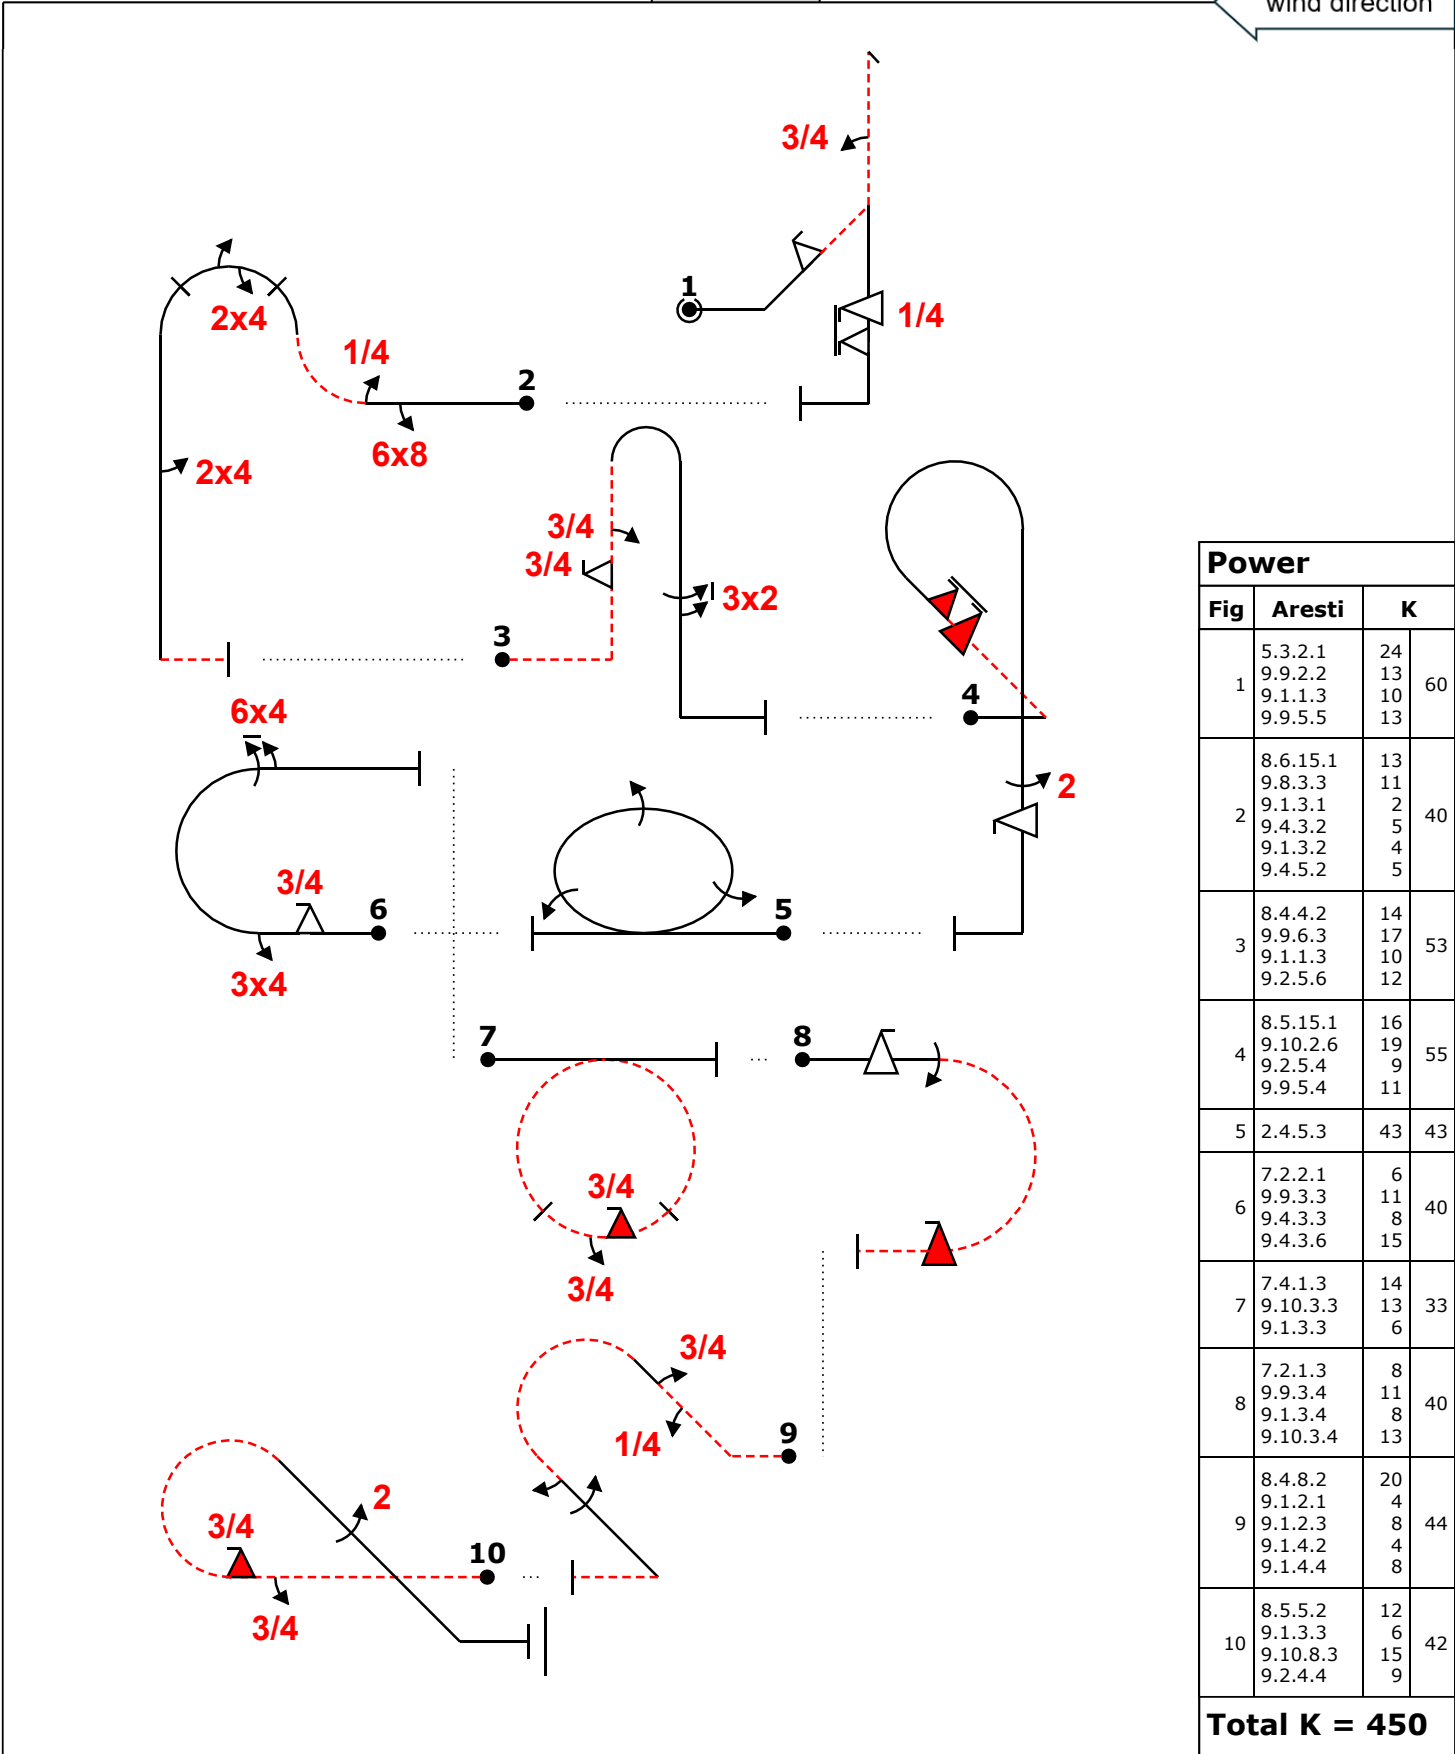 wind direction
3/4
1
1/4
2x4
1/4
2
6x8
2x4
3/4
3/4
3x2
3
4
6x4
2
3/4
6
5
3x4
7
8
3/4
3/4
3/4
1/4
9
2
3/4
10
3/4
Power
Fig Aresti K
1 5.3.2.1 24 60
9.9.2.2 13
9.1.1.3 10
9.9.5.5 13
2 8.6.15.1 13 40
9.8.3.3 11
9.1.3.1 2
9.4.3.2 5
9.1.3.2 4
9.4.5.2 5
3 8.4.4.2 14 53
9.9.6.3 17
9.1.1.3 10
9.2.5.6 12
4 8.5.15.1 16 55
9.10.2.6 19
9.2.5.4 9
9.9.5.4 11
5 2.4.5.3 43 43
6 7.2.2.1 6 40
9.9.3.3 11
9.4.3.3 8
9.4.3.6 15
7 7.4.1.3 14 33
9.10.3.3 13
9.1.3.3 6
8 7.2.1.3 8 40
9.9.3.4 11
9.1.3.4 8
9.10.3.4 13
9 8.4.8.2 20 44
9.1.2.1 4
9.1.2.3 8
9.1.4.2 4
9.1.4.4 8
10 8.5.5.2 12 42
9.1.3.3 6
9.10.8.3 15
9.2.4.4 9
Total K = 450